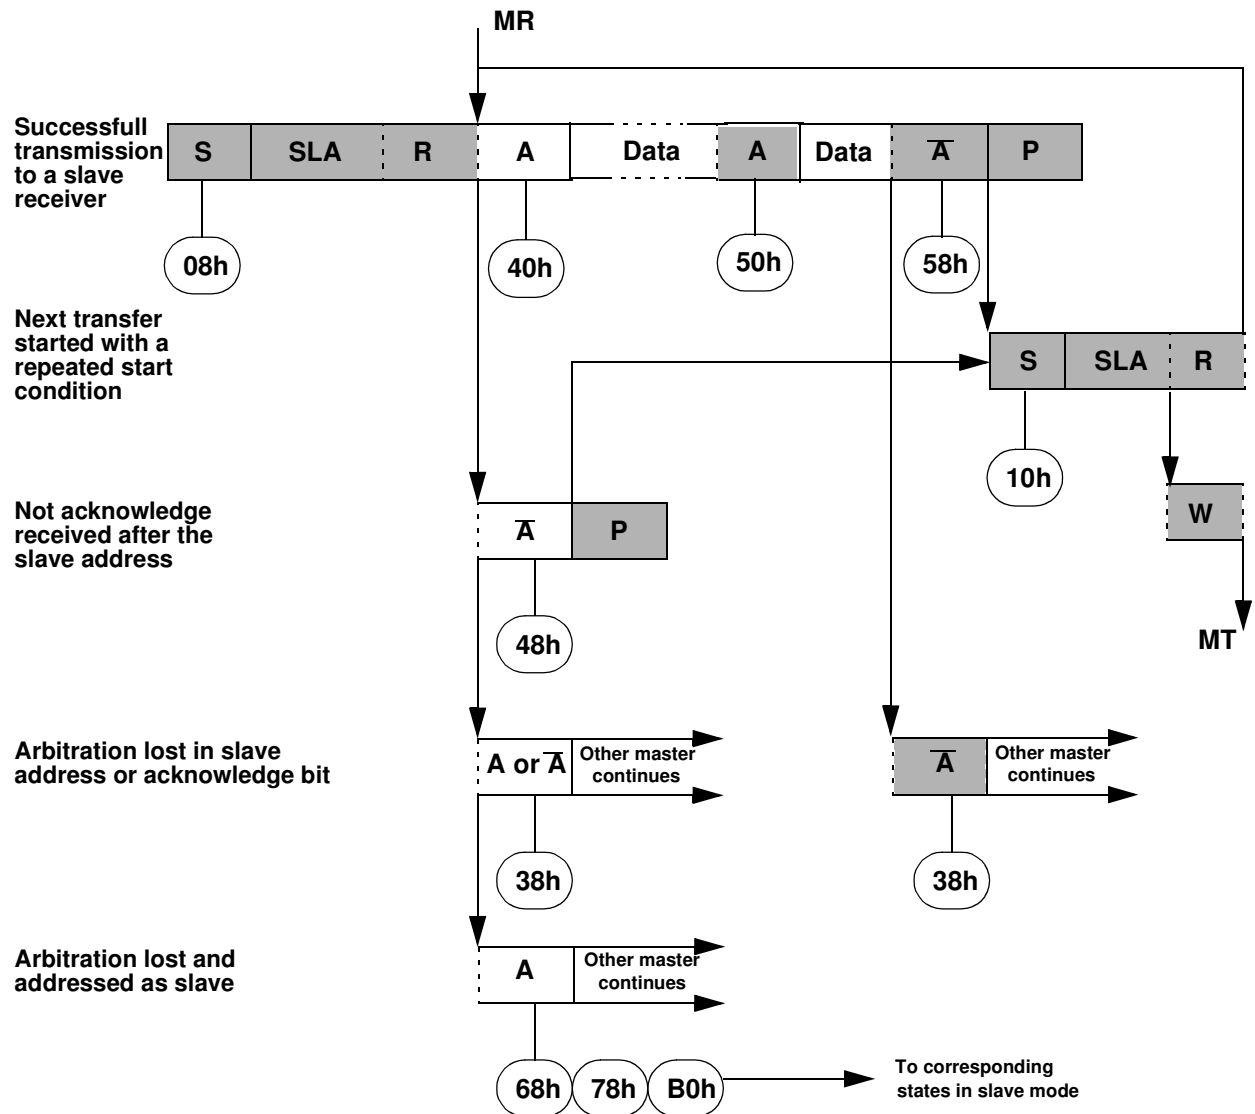 MR
Successfull
transmission
to a slave
receiver
S SLA R A Data A Data A̅ P
08h 40h 50h 58h
Next transfer
started with a
repeated start
condition
S SLA R
10h
Not acknowledge
received after the
slave address
A̅ P
W
48h
MT
Arbitration lost in slave
address or acknowledge bit
A or A̅
Other master
continues
A̅
Other master
continues
38h 38h
Arbitration lost and
addressed as slave
A
Other master
continues
68h 78h B0h
To corresponding
states in slave mode